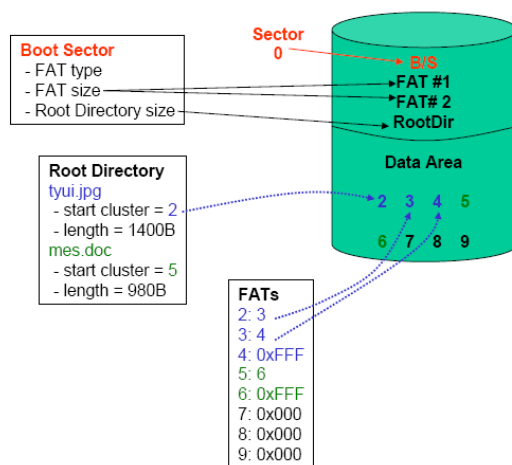 Boot Sector
- FAT type
- FAT size
- Root Directory size
Sector
0
B/S
FAT #1
FAT# 2
RootDir
Data Area
2 3 4 5
6 7 8 9
Root Directory
tyui.jpg
- start cluster = 2
- length = 1400B
mes.doc
- start cluster = 5
- length = 980B
FATs
2: 3
3: 4
4: 0xFFF
5: 6
6: 0xFFF
7: 0x000
8: 0x000
9: 0x000